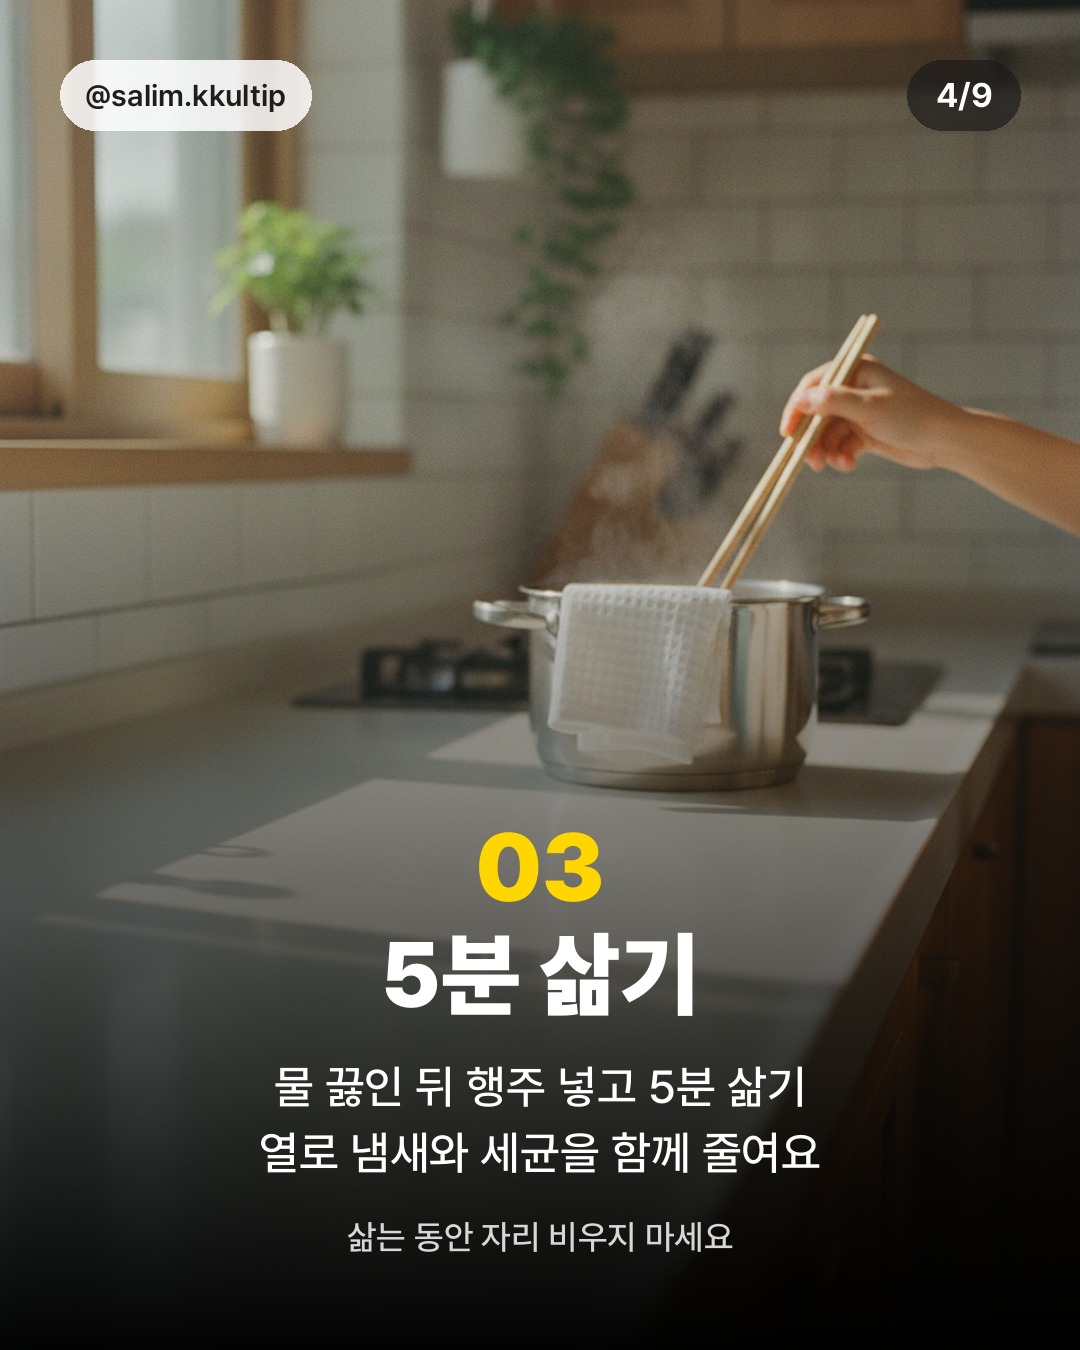 @salim.kkultip
4/9
03
5분 삶기
물 끓인 뒤 행주 넣고 5분 삶기
열로 냄새와 세균을 함께 줄여요
삶는 동안 자리 비우지 마세요